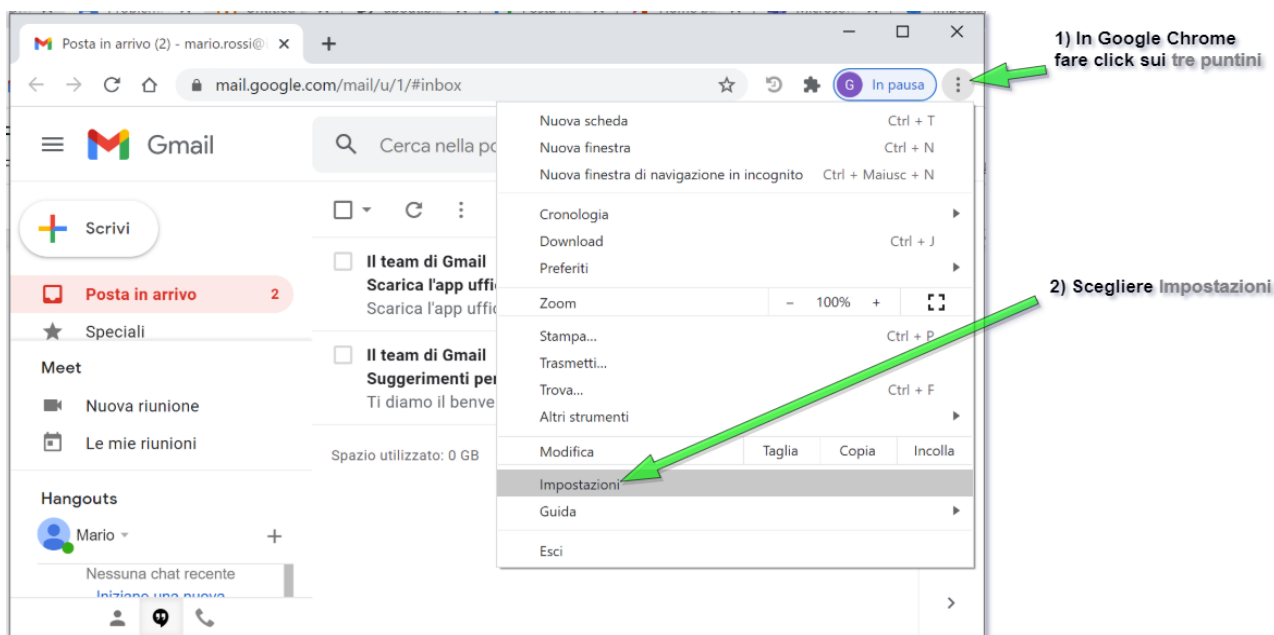 Posta in arrivo (2) - mario.rossi@
1) In Google Chrome
fare click sui tre puntini
mail.google.com/mail/u/1/#inbox
G In pausa
Gmail
Cerca nella po
Nuova scheda Ctrl + T
Nuova finestra Ctrl + N
Nuova finestra di navigazione in incognito Ctrl + Maiusc + N
Cronologia
Download Ctrl + J
Preferiti
Zoom - 100% +
Stampa... Ctrl + P
Trasmetti...
Trova... Ctrl + F
Altri strumenti
Modifica Taglia Copia Incolla
Impostazioni
Guida
Esci
2) Scegliere Impostazioni
Scrivi
Posta in arrivo 2
Speciali
Meet
Nuova riunione
Le mie riunioni
Hangouts
Mario
Nessuna chat recente
Iniziane una nuova
Il team di Gmail
Scarica l'app uffi
Scarica l'app uffic
Il team di Gmail
Suggerimenti per
Ti diamo il benve
Spazio utilizzato: 0 GB